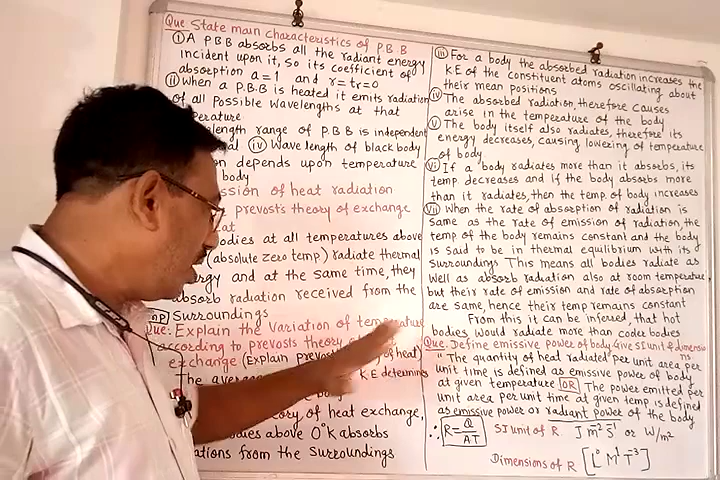 Que. State main characteristics of P.B.B
① A PBB absorbs all the radiant energy
incident upon it, so its coefficient of
absorption a=1 and r=tr=0
ⅱ When a P.B.B. is heated it emits radiation
of all Possible Wavelengths at that
perature
length range of P.B.B is independent
al ⅳ Wave length of black body
on depends upon temperature
body
ssion of heat radiation
prevost's theory of exchange
at
odies at all temperatures above
(absolute zero temp) radiate thermal
ergy and at the same time, they
absorb radiation received from the
np Surroundings
Que: Explain the Variation of temperature
according to prevosts theory
exchange (Explain prevost of heat)
The aver K.E determines
body
ory of heat exchange,
odies above 0°K absorbs
ations from the Surroundings
ⅲ For a body the absorbed radiation increases the
KE of the constituent atoms oscillating about
their mean positions
ⅳ The absorbed radiation, therefore causes
arise in the temperature of the body
ⅴ The body itself also radiates, therefore its
energy decreases, causing lowering of temperature
of body
ⅵ If a body radiates more than it absorbs, its
temp decreases and if the body absorbs more
than it radiates, then the temp. of body increases
ⅶ When the rate of absorption of radiation is
same as the rate of emission of radiation, the
temp of the body remains constant and the body
is said to be in thermal equilibrium with its
Surroundings This means all bodies radiate as
Well as absorb radiation also at room temperature,
but their rate of emission and rate of absorption
are same, hence their temp remains constant
From this it can be inferred, that hot
bodies would radiate more than cooler bodies
Que: Define emissive power of body Give SI unit & dimensio
ns
"The quantity of heat radiated per unit area per
unit time is defined as emissive power of body
at given temperature OR The power emitted per
unit area per unit time at given temp is defined
as emissive power or radiant power of the body
∴ R=Q/AT SI unit of R. J m⁻² S⁻¹ or W/m²
Dimensions of R [L⁰ M¹ T⁻³]